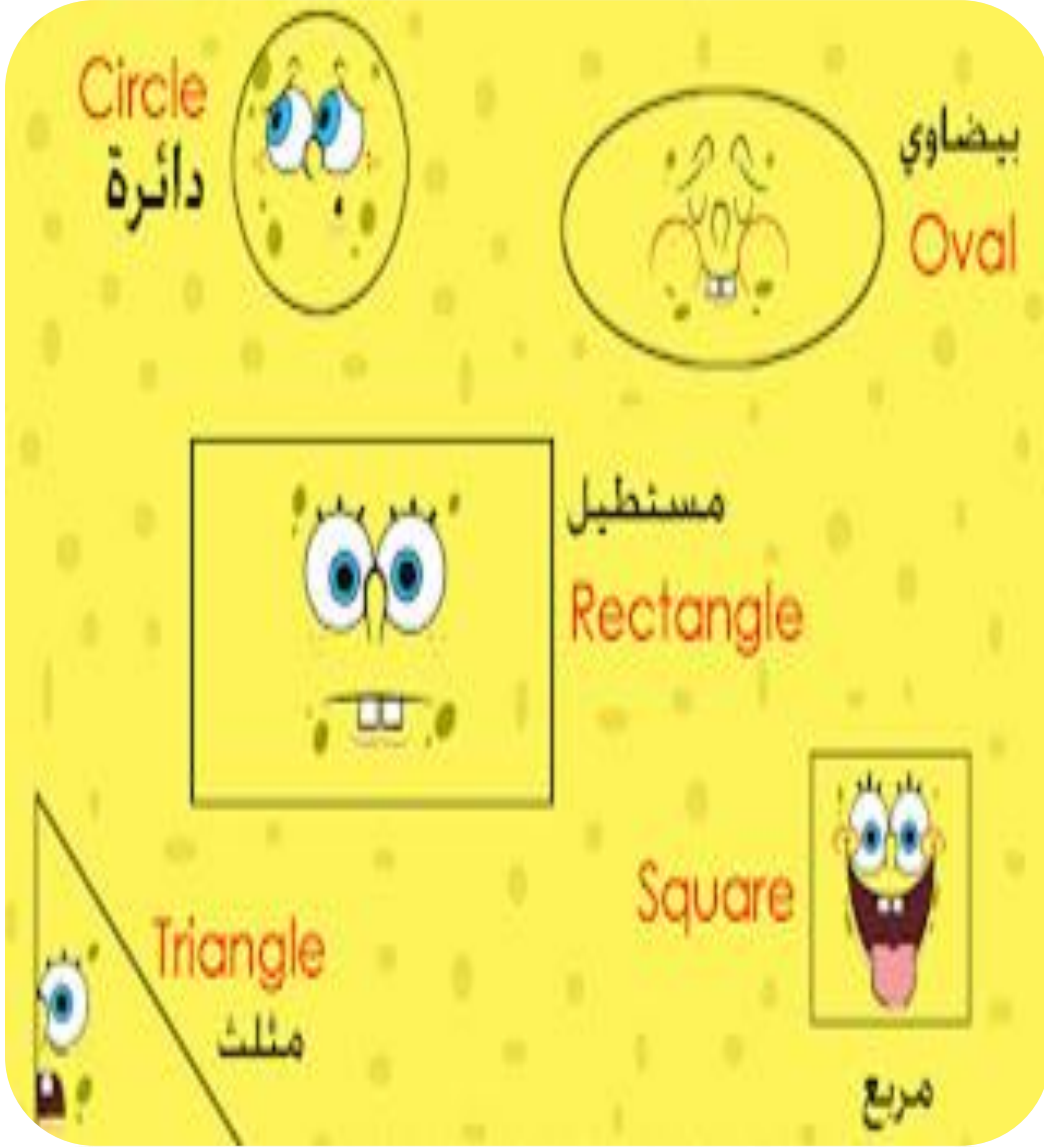 Circle
دائرة
بيضاوي
Oval
مستطيل
Rectangle
Triangle
مثلث
Square
مربع